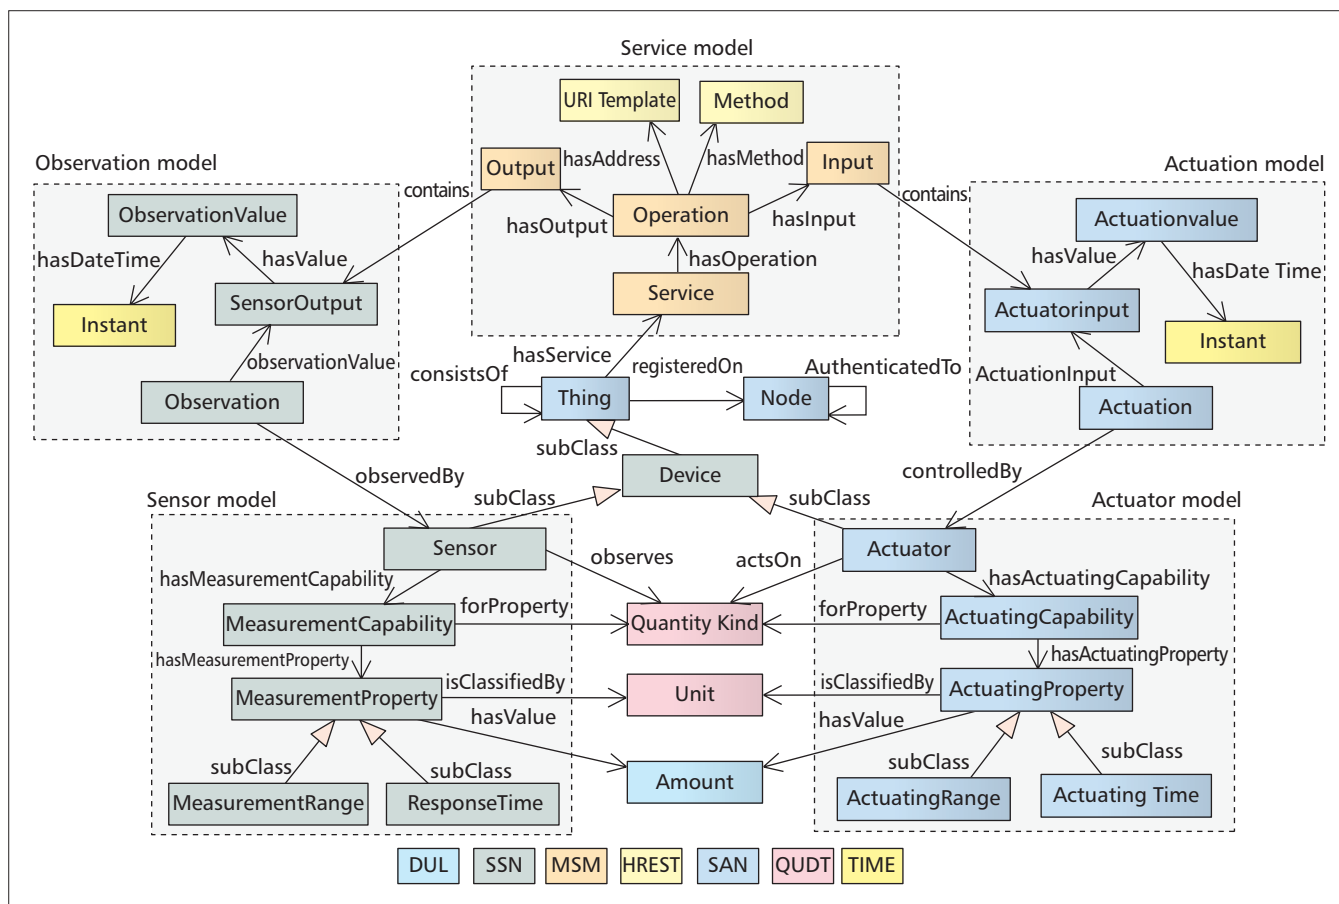 Service model
URI Template
Method
hasAddress
hasMethod
Output
Input
Operation
hasOutput
hasInput
hasOperation
Service
contains
contains
Observation model
ObservationValue
hasDateTime
hasValue
Instant
SensorOutput
observationValue
Observation
Actuation model
Actuationvalue
hasValue
hasDate Time
Actuatorinput
Instant
ActuationInput
Actuation
hasService
consistsOf
registeredOn
AuthenticatedTo
Thing
Node
subClass
Device
observedBy
controlledBy
subClass
subClass
Sensor model
Sensor
hasMeasurementCapability
MeasurementCapability
hasMeasurementProperty
MeasurementProperty
subClass
subClass
MeasurementRange
ResponseTime
observes
actsOn
forProperty
Quantity Kind
forProperty
isClassifiedBy
Unit
isClassifiedBy
hasValue
Amount
hasValue
Actuator model
Actuator
hasActuatingCapability
ActuatingCapability
hasActuatingProperty
ActuatingProperty
subClass
subClass
ActuatingRange
Actuating Time
DUL
SSN
MSM
HREST
SAN
QUDT
TIME